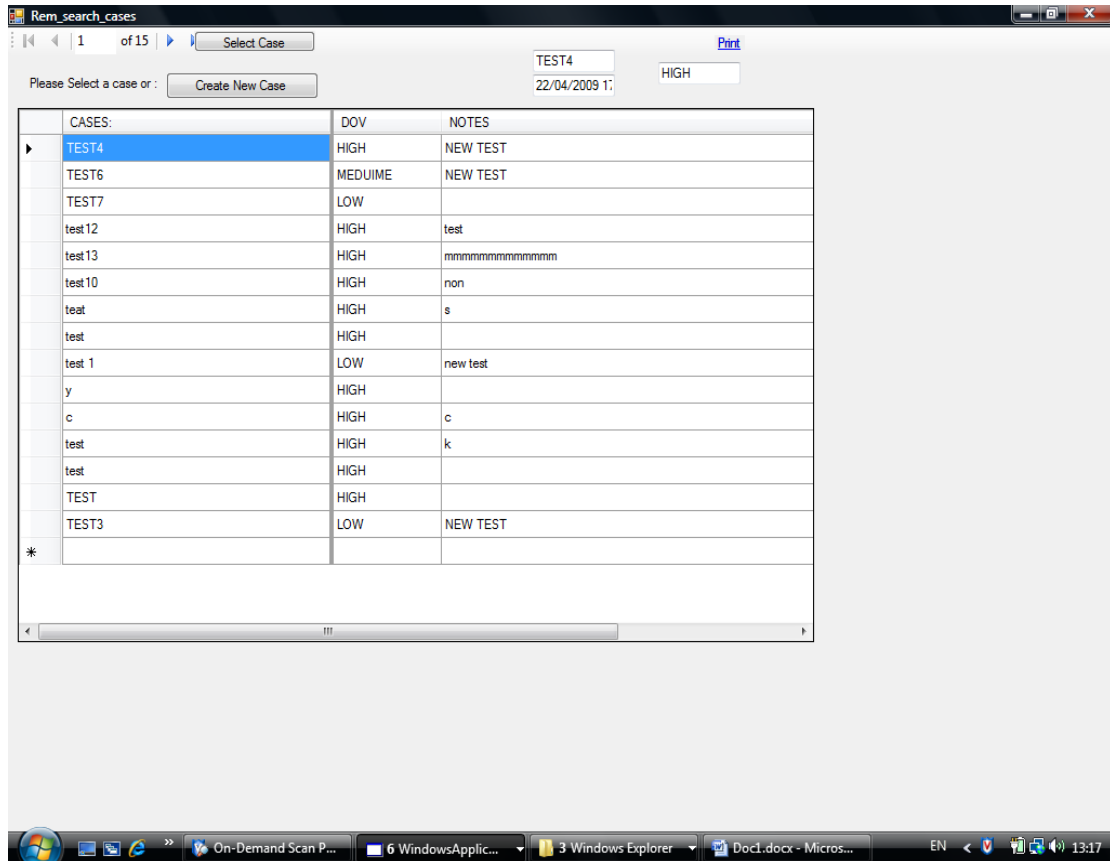 Rem_search_cases
1 of 15 Select Case Print
TEST4
HIGH
Please Select a case or : Create New Case 22/04/2009 17:
CASES: DOV NOTES
TEST4 HIGH NEW TEST
TEST6 MEDUIME NEW TEST
TEST7 LOW
test12 HIGH test
test13 HIGH mmmmmmmmmmmmm
test10 HIGH non
teat HIGH s
test HIGH
test 1 LOW new test
y HIGH
c HIGH c
test HIGH k
test HIGH
TEST HIGH
TEST3 LOW NEW TEST
On-Demand Scan P... 6 WindowsApplic... 3 Windows Explorer Doc1.docx - Micros... EN 13:17